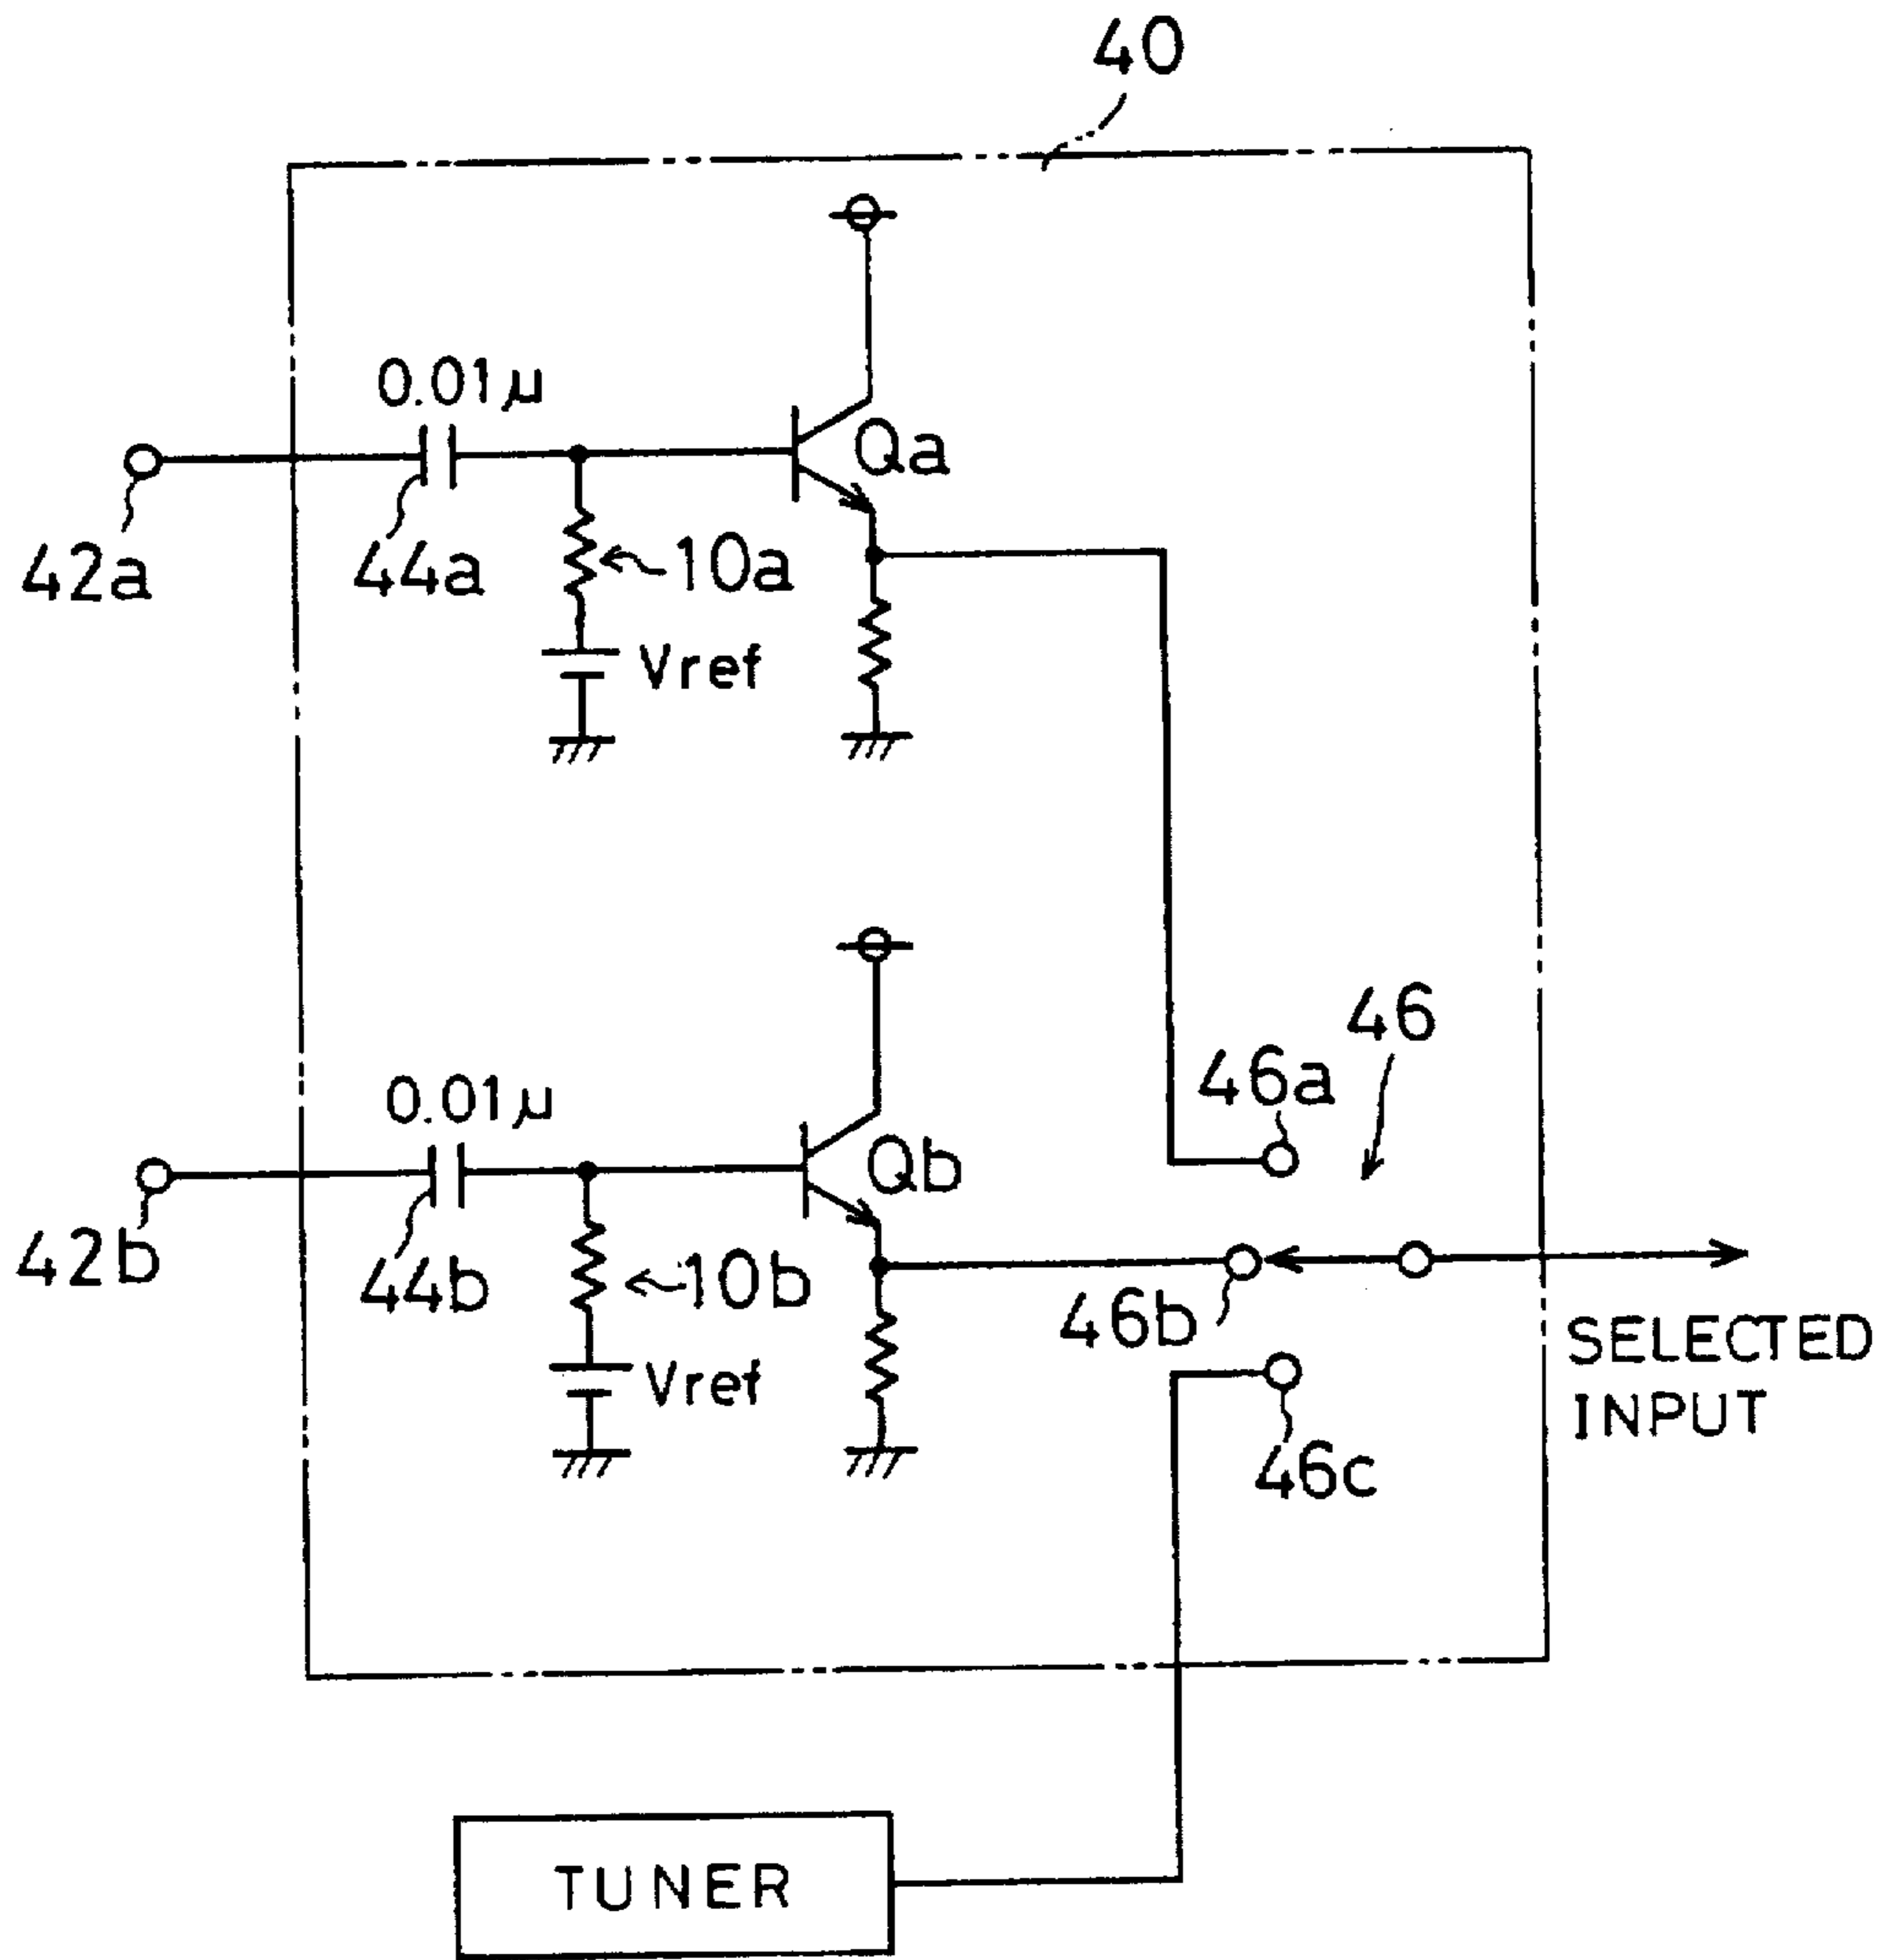 40
0.01μ
Qa
42a
44a
10a
Vref
46
46a
0.01μ
Qb
42b
44b
10b
46b
Vref
SELECTED
INPUT
46c
TUNER